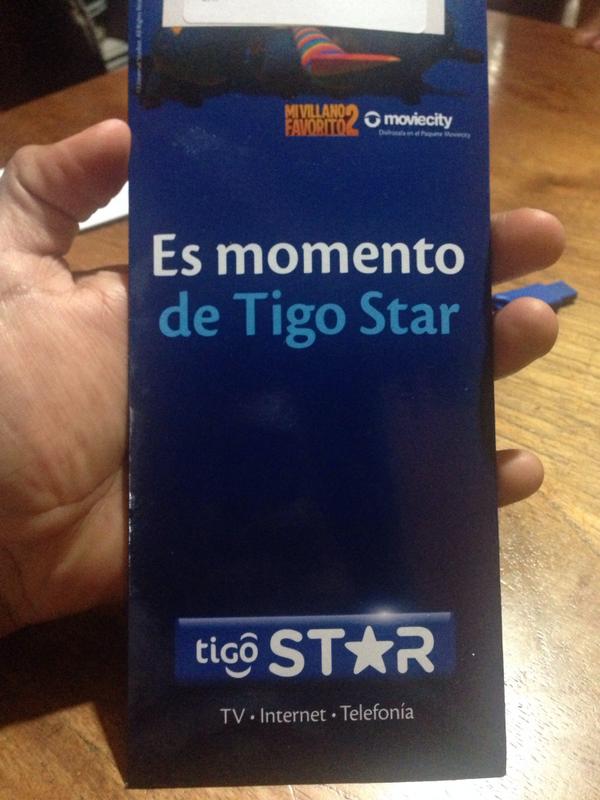 MI VILLANO
FAVORITO 2
moviecity
Disfrútala en el Paquete Moviecity
Es momento
de Tigo Star
tigo STAR
TV • Internet • Telefonía